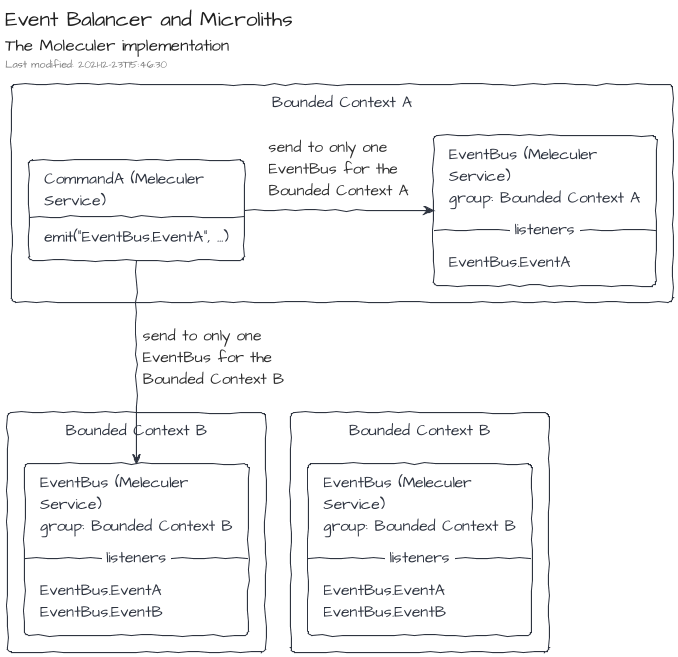 Event Balancer and Microliths
The Moleculer implementation
Last modified: 2021-12-23T15:46:30
Bounded Context A
send to only one
EventBus for the
Bounded Context A
CommandA (Meleculer
Service)
emit("EventBus.EventA", ...)
EventBus (Meleculer
Service)
group: Bounded Context A
listeners
EventBus.EventA
send to only one
EventBus for the
Bounded Context B
Bounded Context B
EventBus (Meleculer
Service)
group: Bounded Context B
listeners
EventBus.EventA
EventBus.EventB
Bounded Context B
EventBus (Meleculer
Service)
group: Bounded Context B
listeners
EventBus.EventA
EventBus.EventB